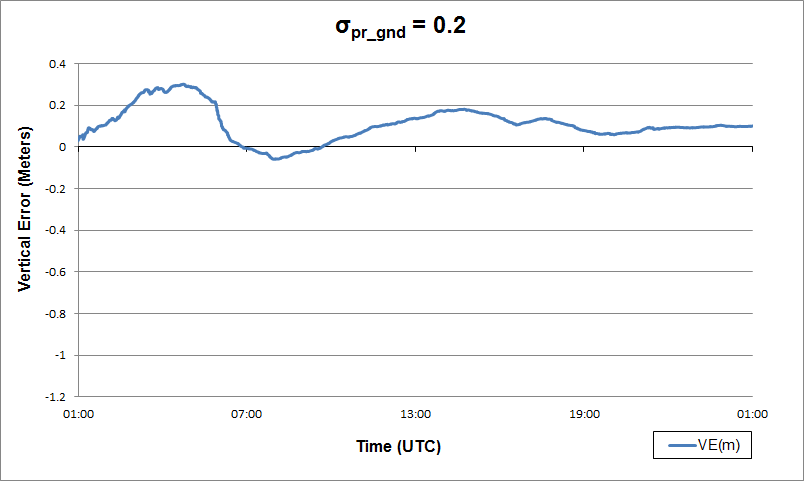 σpr_gnd = 0.2
0.4
0.2
0
-0.2
-0.4
-0.6
-0.8
-1
-1.2
Vertical Error (Meters)
01:00 07:00 13:00 19:00 01:00
Time (UTC)
VE(m)